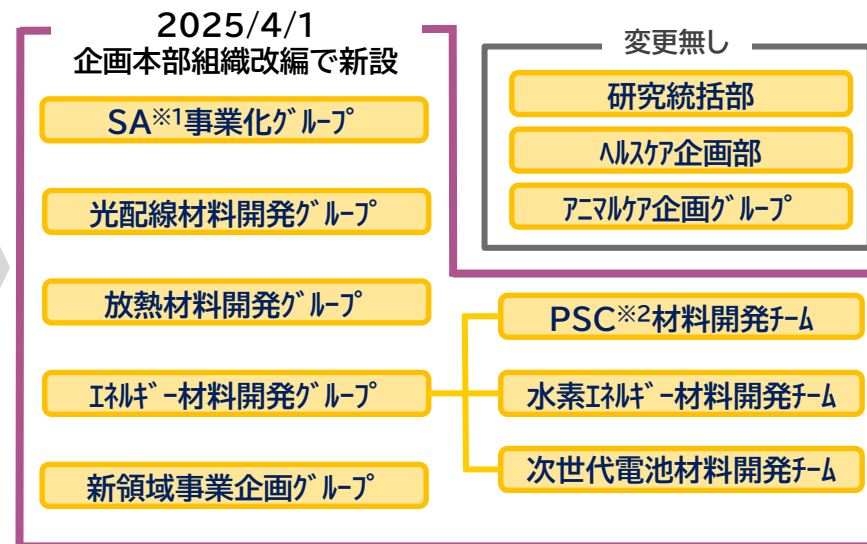 2025/4/1
企画本部組織改編で新設
SA※1事業化ｸﾞﾙｰﾌﾟ
光配線材料開発ｸﾞﾙｰﾌﾟ
放熱材料開発ｸﾞﾙｰﾌﾟ
ｴﾈﾙｷﾞｰ材料開発ｸﾞﾙｰﾌﾟ
新領域事業企画ｸﾞﾙｰﾌﾟ
PSC※2材料開発ﾁｰﾑ
水素ｴﾈﾙｷﾞｰ材料開発ﾁｰﾑ
次世代電池材料開発ﾁｰﾑ
変更無し
研究統括部
ﾍﾙｽｹｱ企画部
ｱﾆﾏﾙｹｱ企画ｸﾞﾙｰﾌﾟ